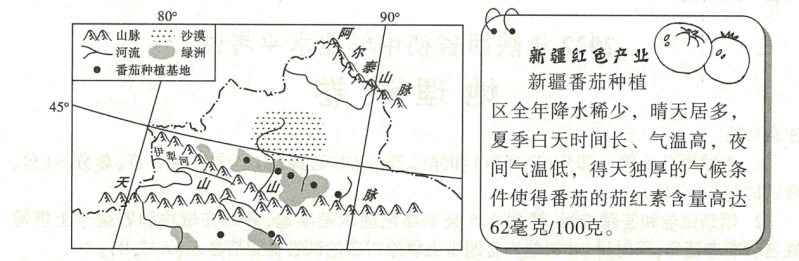 80°
90°
山脉
沙漠
河流
绿洲
番茄种植基地
45°
阿尔泰山脉
伊犁河
天山山脉
新疆红色产业
新疆番茄种植
区全年降水稀少，晴天居多，
夏季白天时间长、气温高，夜
间气温低，得天独厚的气候条
件使得番茄的茄红素含量高达
62毫克/100克。